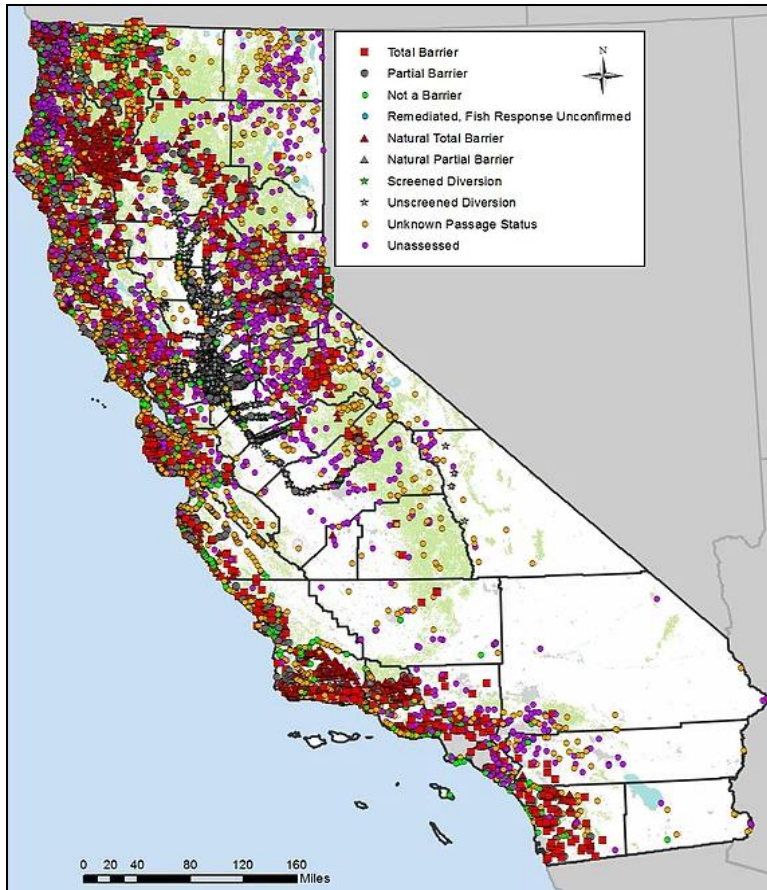 N
Total Barrier
Partial Barrier
Not a Barrier
Remediated, Fish Response Unconfirmed
Natural Total Barrier
Natural Partial Barrier
Screened Diversion
Unscreened Diversion
Unknown Passage Status
Unassessed
0 20 40 80 120 160
Miles